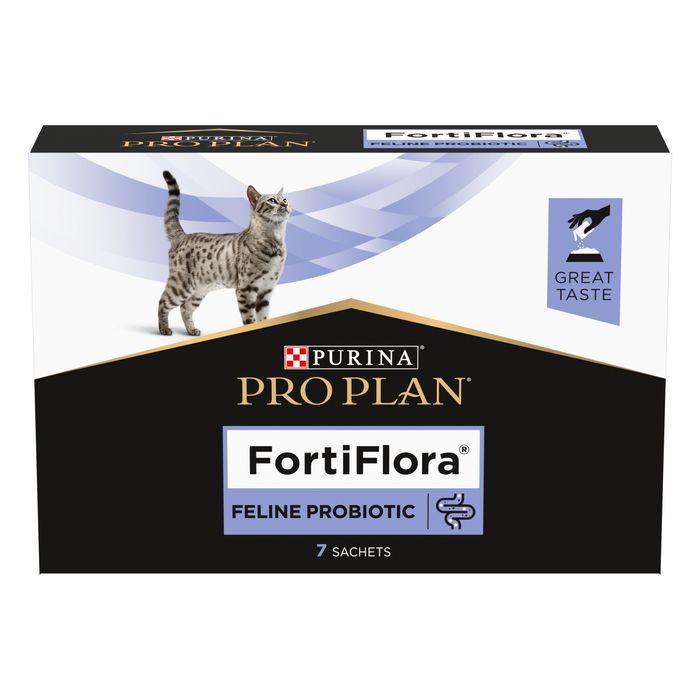 PURINA
PRO PLAN®
FortiFlora®
FELINE PROBIOTIC
GREAT
TASTE
PURINA®
PRO PLAN®
FortiFlora®
FELINE PROBIOTIC
7 SACHETS